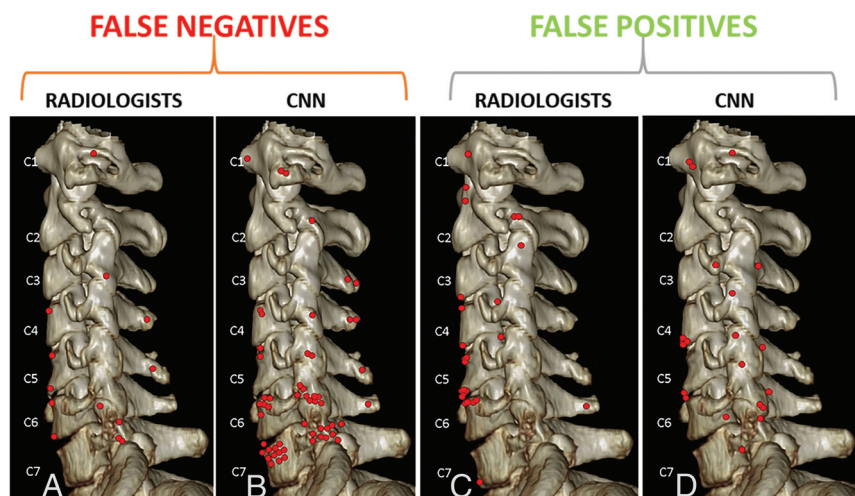 FALSE NEGATIVES
FALSE POSITIVES
RADIOLOGISTS
CNN
RADIOLOGISTS
CNN
C1
C2
C3
C4
C5
C6
C7
A
C1
C2
C3
C4
C5
C6
C7
B
C1
C2
C3
C4
C5
C6
C7
C
C1
C2
C3
C4
C5
C6
C7
D